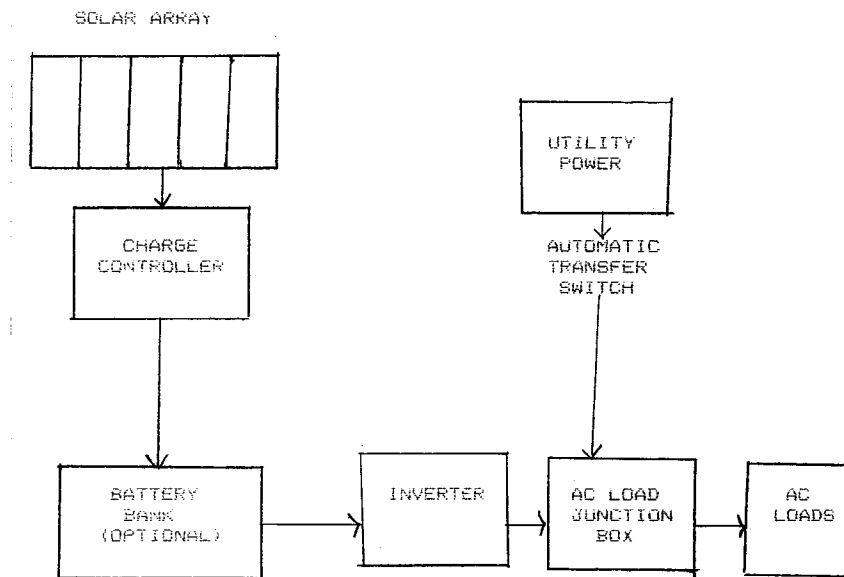 SOLAR ARRAY
UTILITY
POWER
CHARGE
CONTROLLER
AUTOMATIC
TRANSFER
SWITCH
BATTERY
BANK
(OPTIONAL)
INVERTER
AC LOAD
JUNCTION
BOX
AC
LOADS